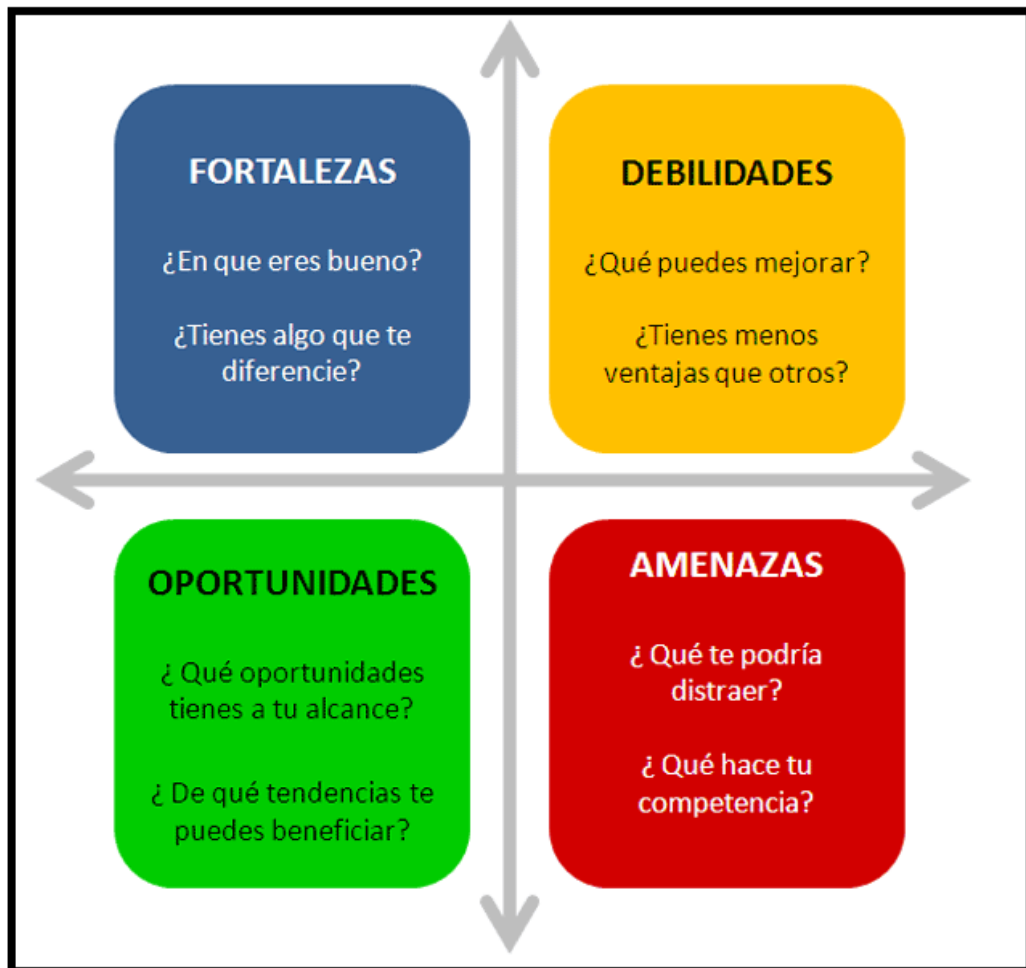 FORTALEZAS
¿En que eres bueno?
¿Tienes algo que te
diferencie?
DEBILIDADES
¿Qué puedes mejorar?
¿Tienes menos
ventajas que otros?
OPORTUNIDADES
¿ Qué oportunidades
tienes a tu alcance?
¿ De qué tendencias te
puedes beneficiar?
AMENAZAS
¿ Qué te podría
distraer?
¿ Qué hace tu
competencia?